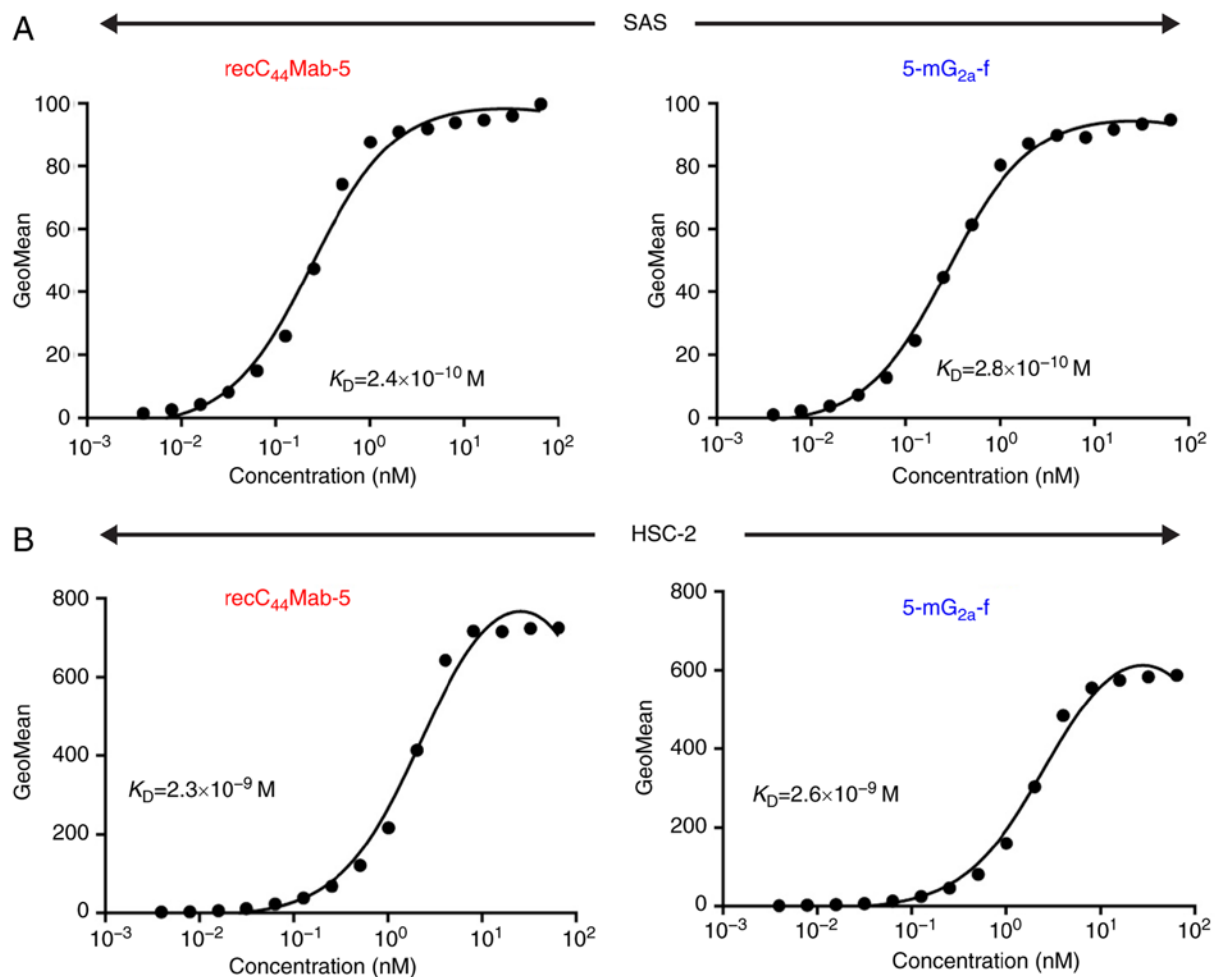 A
SAS
recC₄₄Mab-5
5-mG₂ₐ-f
GeoMean
100
80
60
40
20
0
K_D=2.4×10⁻¹⁰ M
10⁻³
10⁻²
10⁻¹
10⁰
10¹
10²
Concentration (nM)
GeoMean
100
80
60
40
20
0
K_D=2.8×10⁻¹⁰ M
10⁻³
10⁻²
10⁻¹
10⁰
10¹
10²
Concentration (nM)
B
HSC-2
recC₄₄Mab-5
5-mG₂ₐ-f
GeoMean
800
600
400
200
0
K_D=2.3×10⁻⁹ M
10⁻³
10⁻²
10⁻¹
10⁰
10¹
10²
Concentration (nM)
GeoMean
800
600
400
200
0
K_D=2.6×10⁻⁹ M
10⁻³
10⁻²
10⁻¹
10⁰
10¹
10²
Concentration (nM)